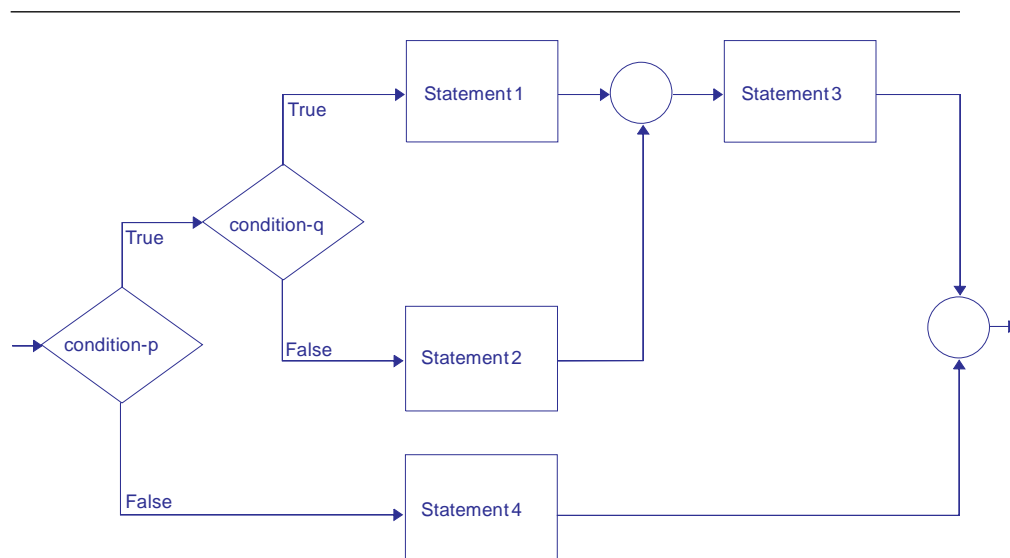 Statement 1
Statement 3
True
condition-q
True
condition-p
False
Statement 2
False
Statement 4